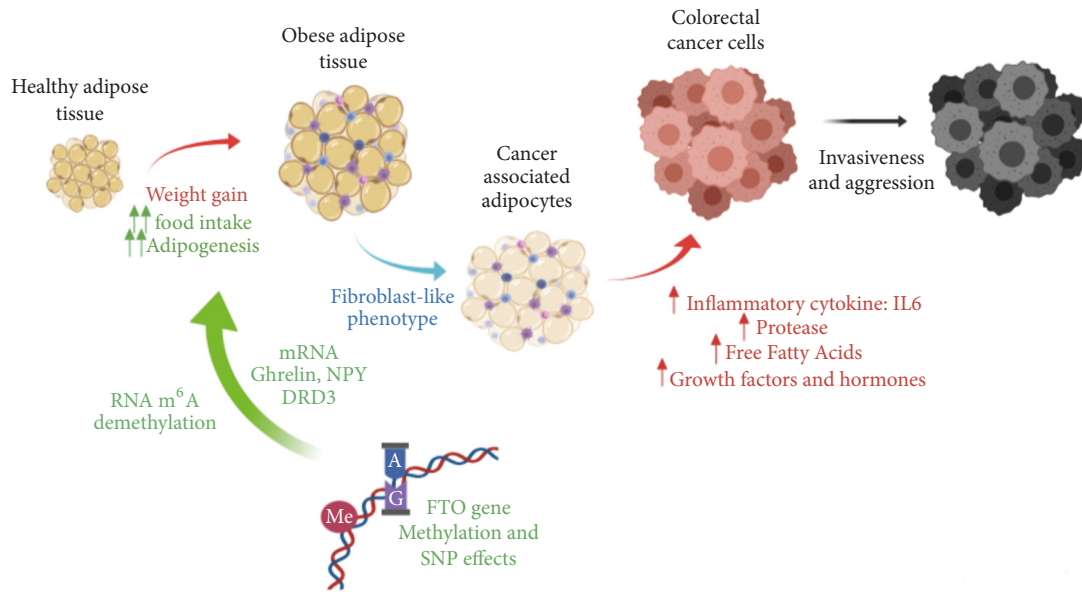 Healthy adipose
tissue
Obese adipose
tissue
Weight gain
food intake
Adipogenesis
Fibroblast-like
phenotype
Cancer
associated
adipocytes
Colorectal
cancer cells
Invasiveness
and aggression
Inflammatory cytokine: IL6
Protease
Free Fatty Acids
Growth factors and hormones
mRNA
Ghrelin, NPY
DRD3
RNA m⁶A
demethylation
A
G
Me
FTO gene
Methylation and
SNP effects